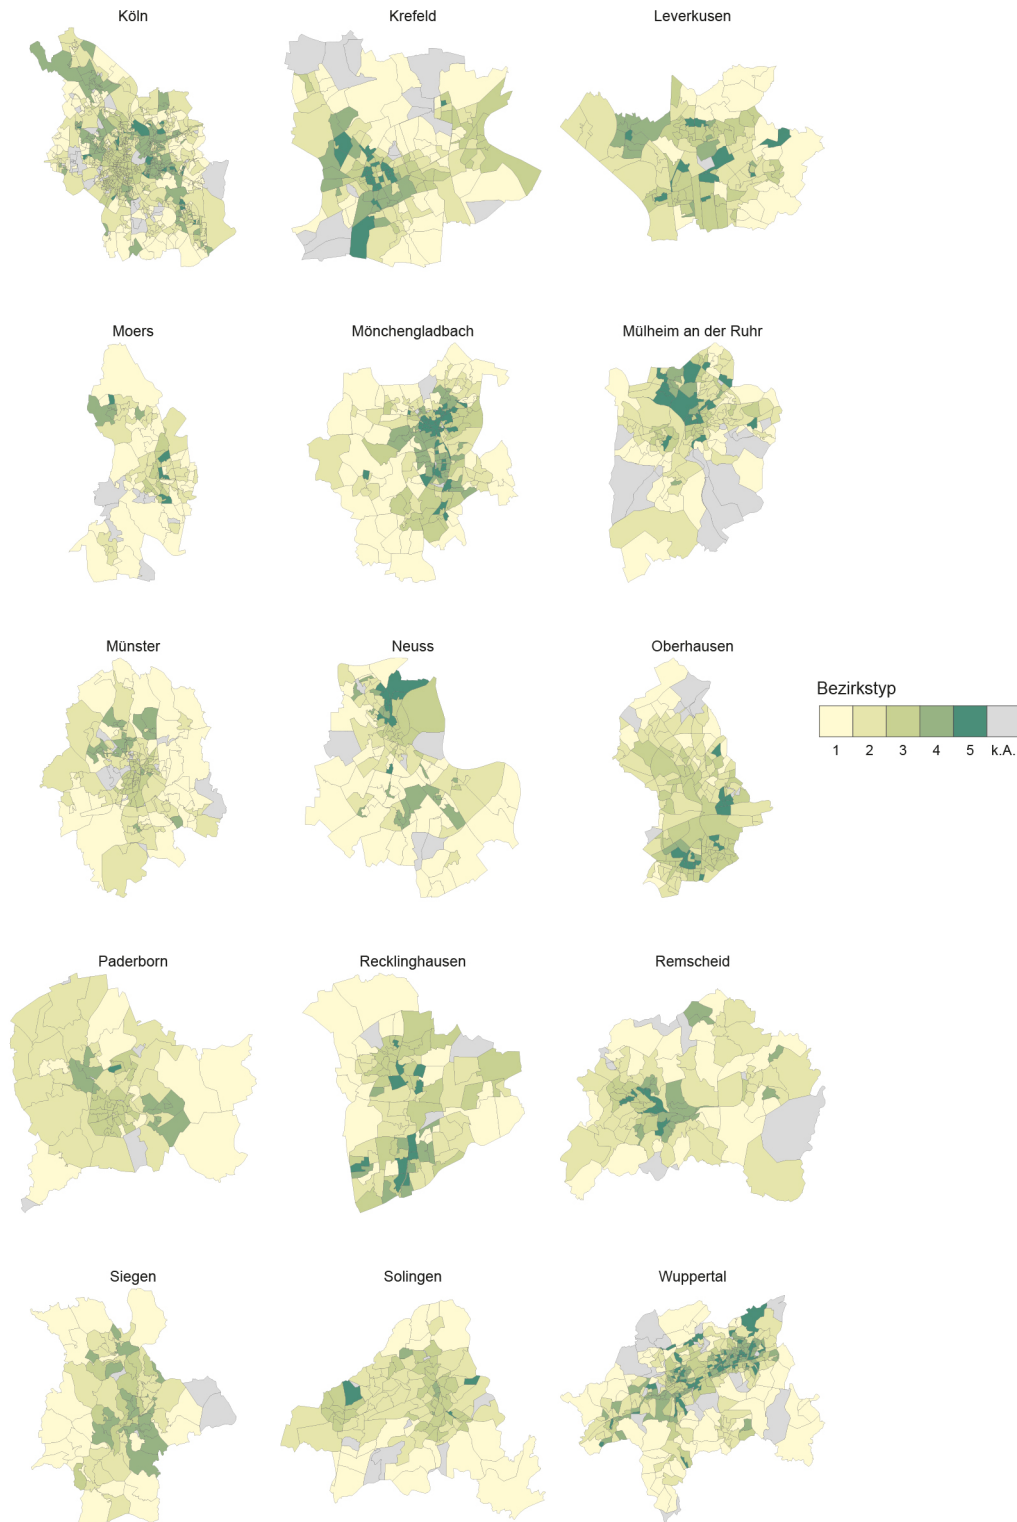 Köln
Krefeld
Leverkusen
Moers
Mönchengladbach
Mülheim an der Ruhr
Münster
Neuss
Oberhausen
Bezirkstyp
1 2 3 4 5 k.A.
Paderborn
Recklinghausen
Remscheid
Siegen
Solingen
Wuppertal